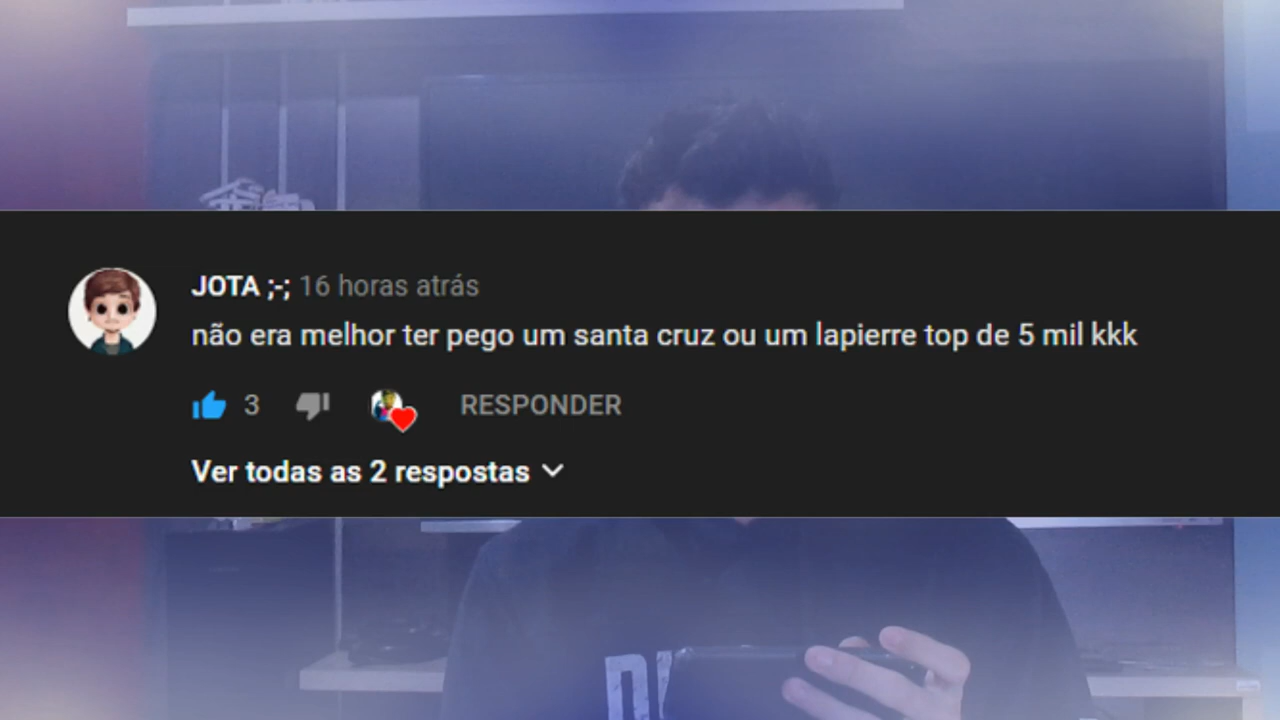 JOTA ;-; 16 horas atrás
não era melhor ter pego um santa cruz ou um lapierre top de 5 mil kkk
3 RESPONDER
Ver todas as 2 respostas